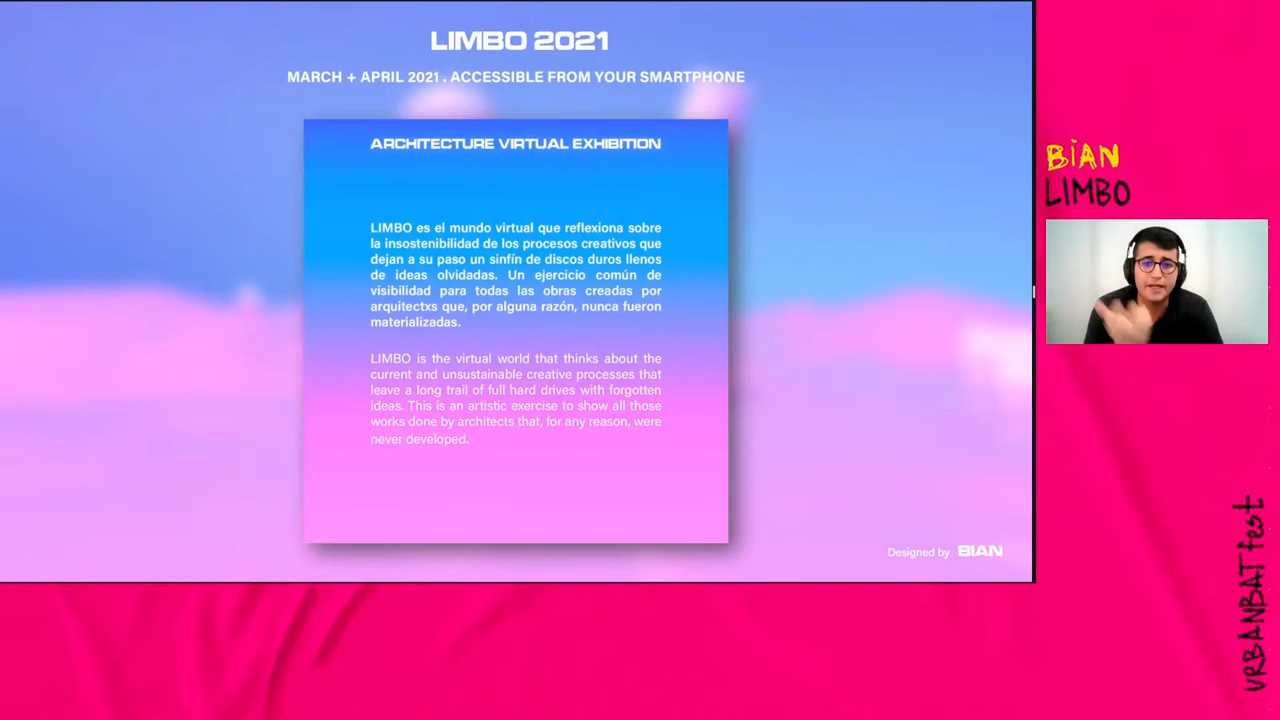 LIMBO 2021
MARCH + APRIL 2021 . ACCESSIBLE FROM YOUR SMARTPHONE
ARCHITECTURE VIRTUAL EXHIBITION
LIMBO es el mundo virtual que reflexiona sobre
la insostenibilidad de los procesos creativos que
dejan a su paso un sinfín de discos duros llenos
de ideas olvidadas. Un ejercicio común de
visibilidad para todas las obras creadas por
arquitectxs que, por alguna razón, nunca fueron
materializadas.
LIMBO is the virtual world that thinks about the
current and unsustainable creative processes that
leave a long trail of full hard drives with forgotten
ideas. This is an artistic exercise to show all those
works done by architects that, for any reason, were
never developed.
Designed by BIAN
BiAN
LIMBO
URBANBAT fest